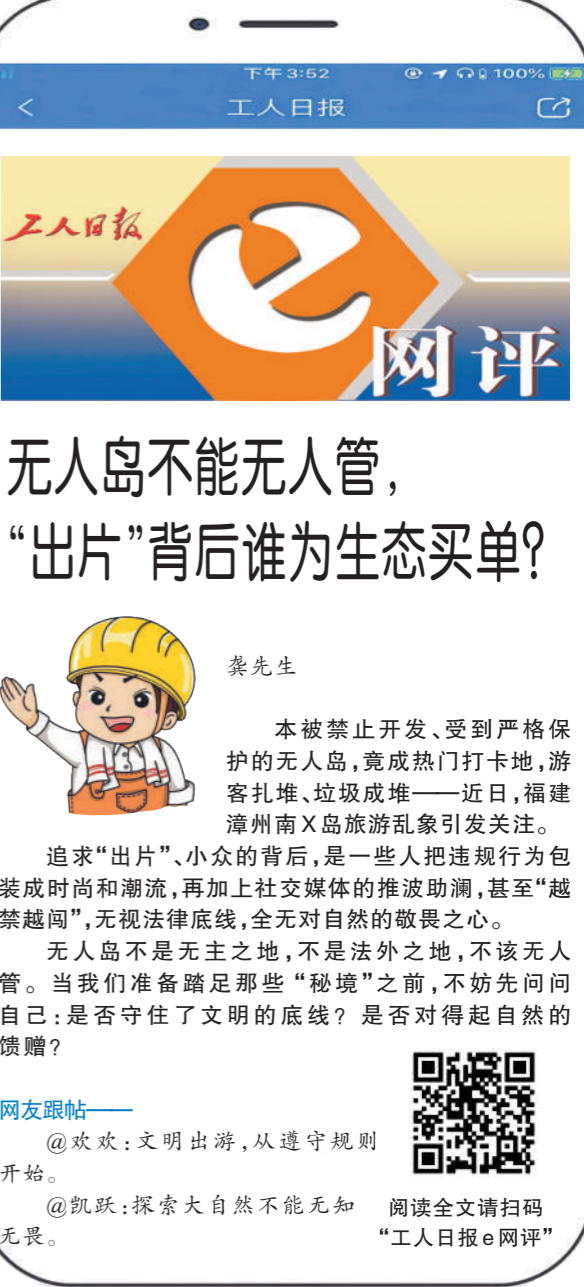 下午3:52
100%
工人日报
工人日报
e
网评
无人岛不能无人管，
“出片”背后谁为生态买单？
龚先生
本被禁止开发、受到严格保
护的无人岛，竟成热门打卡地，游
客扎堆、垃圾成堆——近日，福建
漳州南X岛旅游乱象引发关注。
追求“出片”、小众的背后，是一些人把违规行为包
装成时尚和潮流，再加上社交媒体的推波助澜，甚至“越
禁越闯”，无视法律底线，全无对自然的敬畏之心。
无人岛不是无主之地，不是法外之地，不该无人
管。当我们准备踏足那些“秘境”之前，不妨先问问
自己：是否守住了文明的底线？是否对得起自然的
馈赠？
网友跟帖——
@欢欢：文明出游，从遵守规则
开始。
@凯跃：探索大自然不能无知
无畏。
阅读全文请扫码
“工人日报e网评”